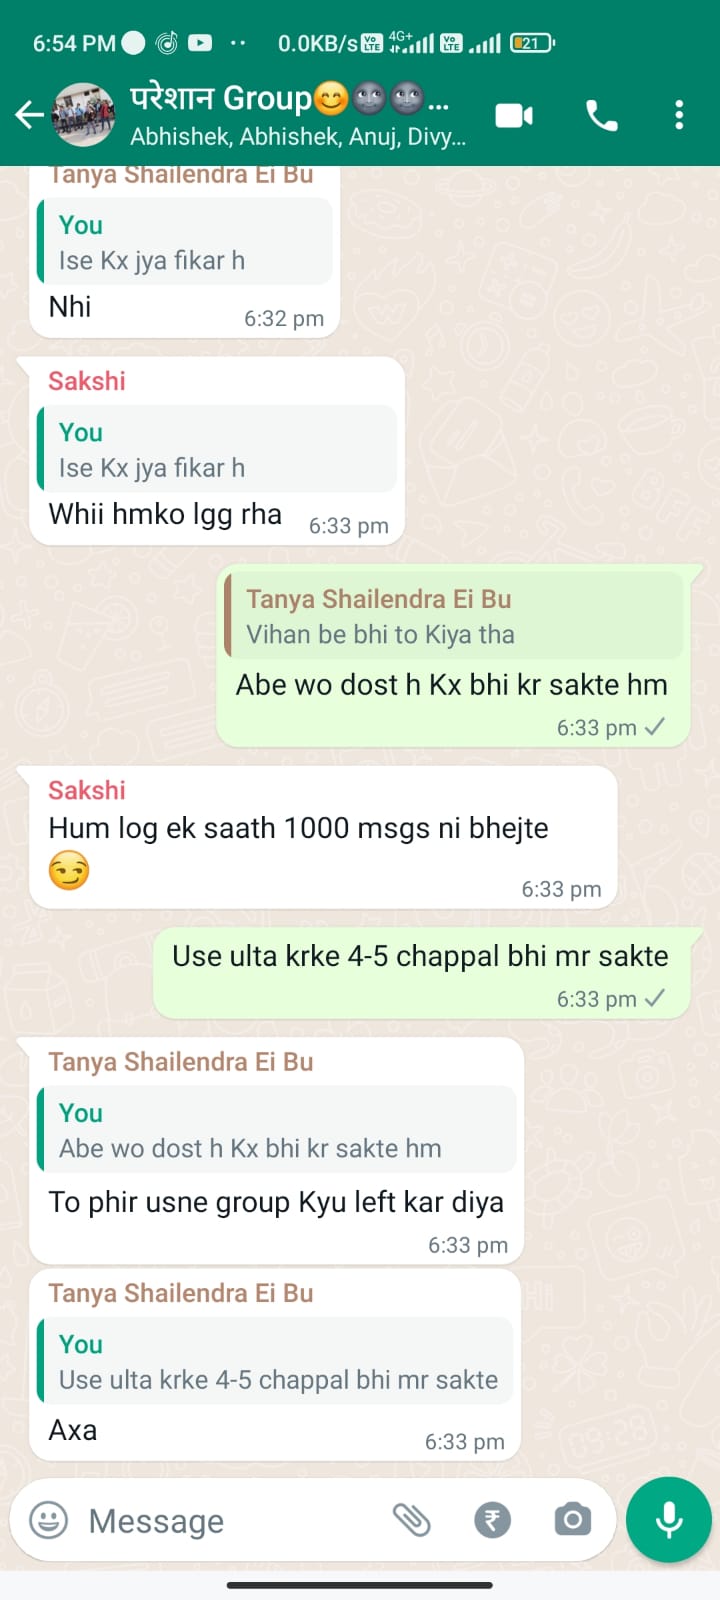 6:54 PM 0.0KB/s Vo LTE 4G+ Vo LTE 21
परेशान Group😊🌚🌚...
Abhishek, Abhishek, Anuj, Divy...
Tanya Shailendra Ei Bu
You
Ise Kx jya fikar h
Nhi
6:32 pm
Sakshi
You
Ise Kx jya fikar h
Whii hmko lgg rha
6:33 pm
Tanya Shailendra Ei Bu
Vihan be bhi to Kiya tha
Abe wo dost h Kx bhi kr sakte hm
6:33 pm
Sakshi
Hum log ek saath 1000 msgs ni bhejte
😏
6:33 pm
Use ulta krke 4-5 chappal bhi mr sakte
6:33 pm
Tanya Shailendra Ei Bu
You
Abe wo dost h Kx bhi kr sakte hm
To phir usne group Kyu left kar diya
6:33 pm
Tanya Shailendra Ei Bu
You
Use ulta krke 4-5 chappal bhi mr sakte
Axa
6:33 pm
Message